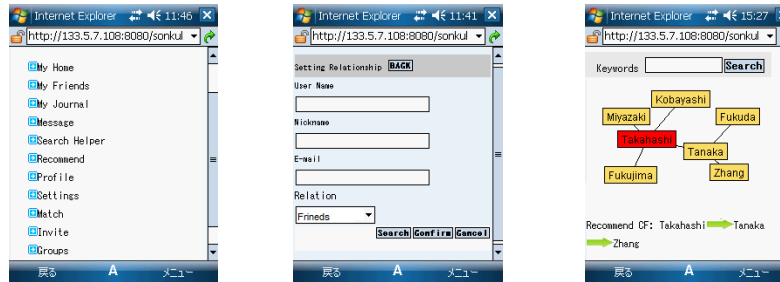 Internet Explorer 11:46
http://133.5.7.108:8080/sonkul
My Home
My Friends
My Journal
Message
Search Helper
Recommend
Profile
Settings
Match
Invite
Groups
戻る A メニュー
Internet Explorer 11:41
http://133.5.7.108:8080/sonkul
Setting Relationship BACK
User Name
Nickname
E-mail
Relation
Frineds
Search Confirm Cancel
戻る A メニュー
Internet Explorer 15:27
http://133.5.7.108:8080/sonkul
Keywords Search
Kobayashi
Miyazaki Fukuda
Takahashi
Tanaka
Fukujima Zhang
Recommend CF: Takahashi Tanaka
Zhang
戻る A メニュー